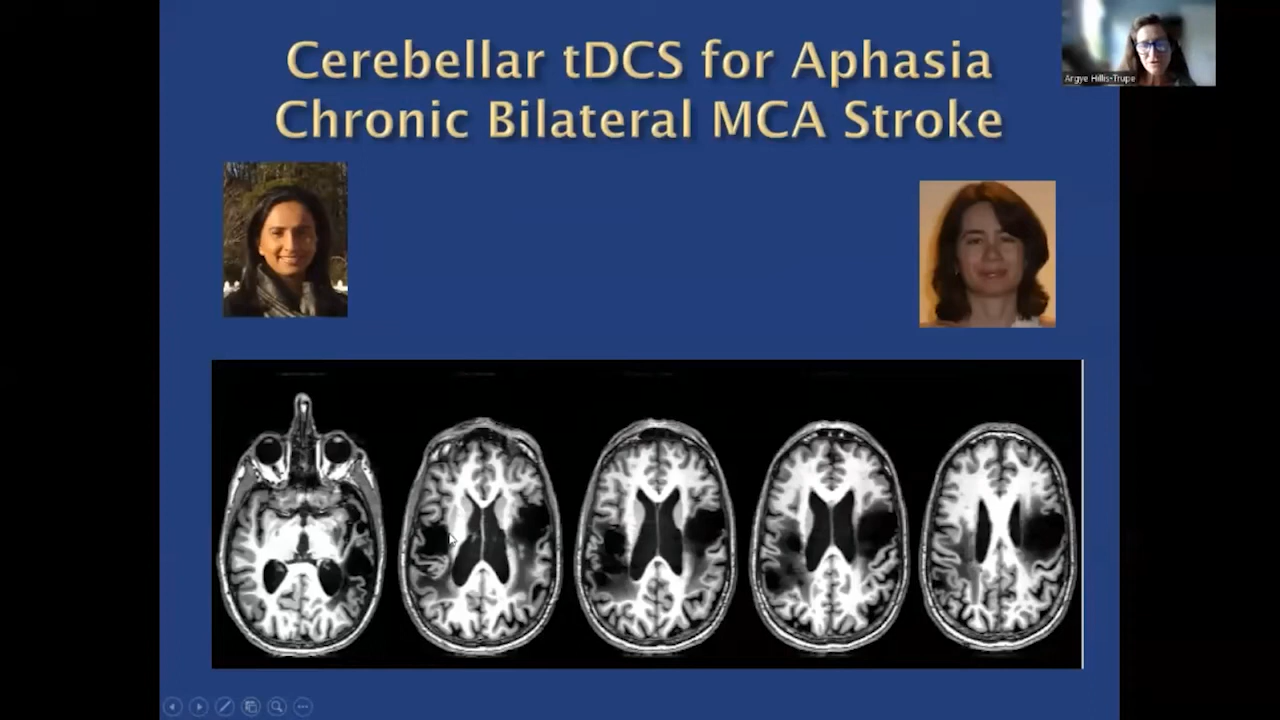 Cerebellar tDCS for Aphasia
Chronic Bilateral MCA Stroke
Argye Hillis-Trupe